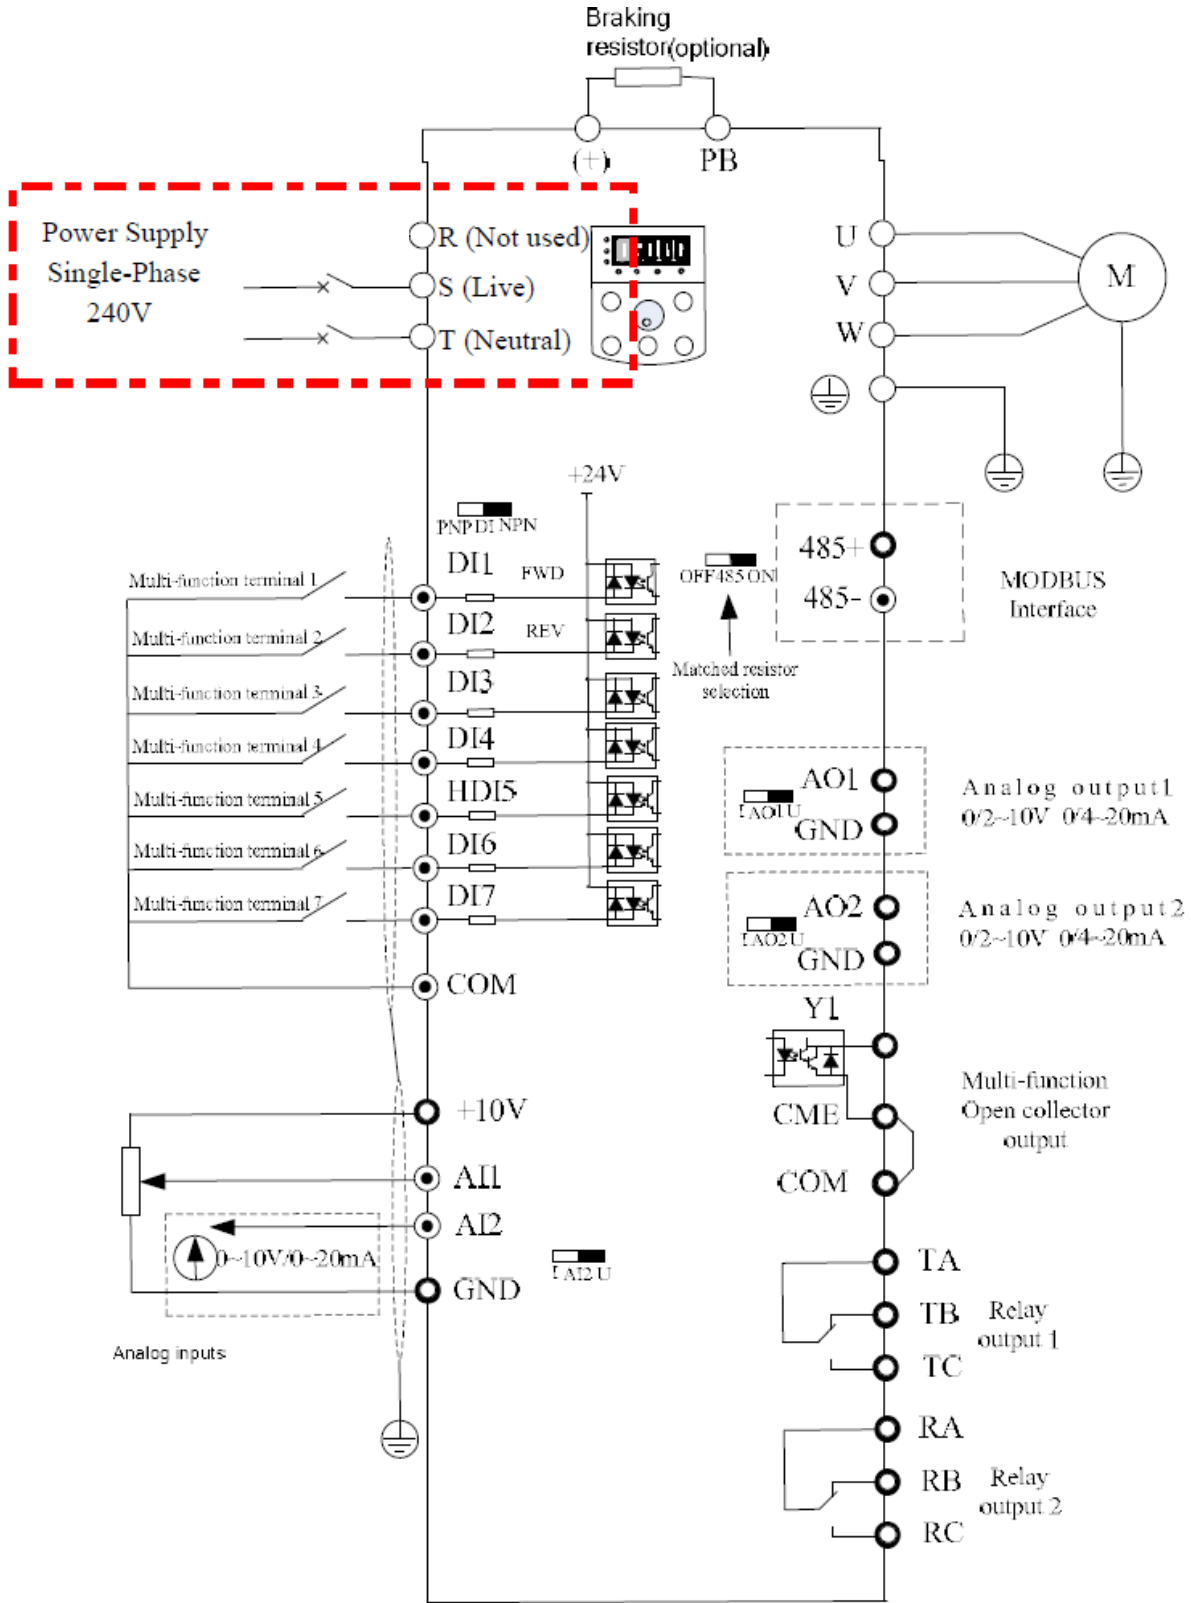 Braking
resistor(optional)
(+)
PB
Power Supply
Single-Phase
240V
R (Not used)
S (Live)
T (Neutral)
U
V
W
M
+24V
PNP DI NPN
DI1
FWD
Multi-function terminal 1
DI2
REV
Multi-function terminal 2
DI3
Multi-function terminal 3
DI4
Multi-function terminal 4
HDI5
Multi-function terminal 5
DI6
Multi-function terminal 6
DI7
Multi-function terminal 7
COM
485+
485-
OFF 485 ON
MODBUS
Interface
Matched resistor
selection
AO1
GND
I AO1 U
Analog output1
0/2~10V 0/4~20mA
AO2
GND
I AO2 U
Analog output2
0/2~10V 0/4~20mA
Y1
CME
COM
Multi-function
Open collector
output
+10V
AI1
AI2
0~10V/0~20mA
GND
I AI2 U
Analog inputs
TA
TB
TC
Relay
output 1
RA
RB
RC
Relay
output 2